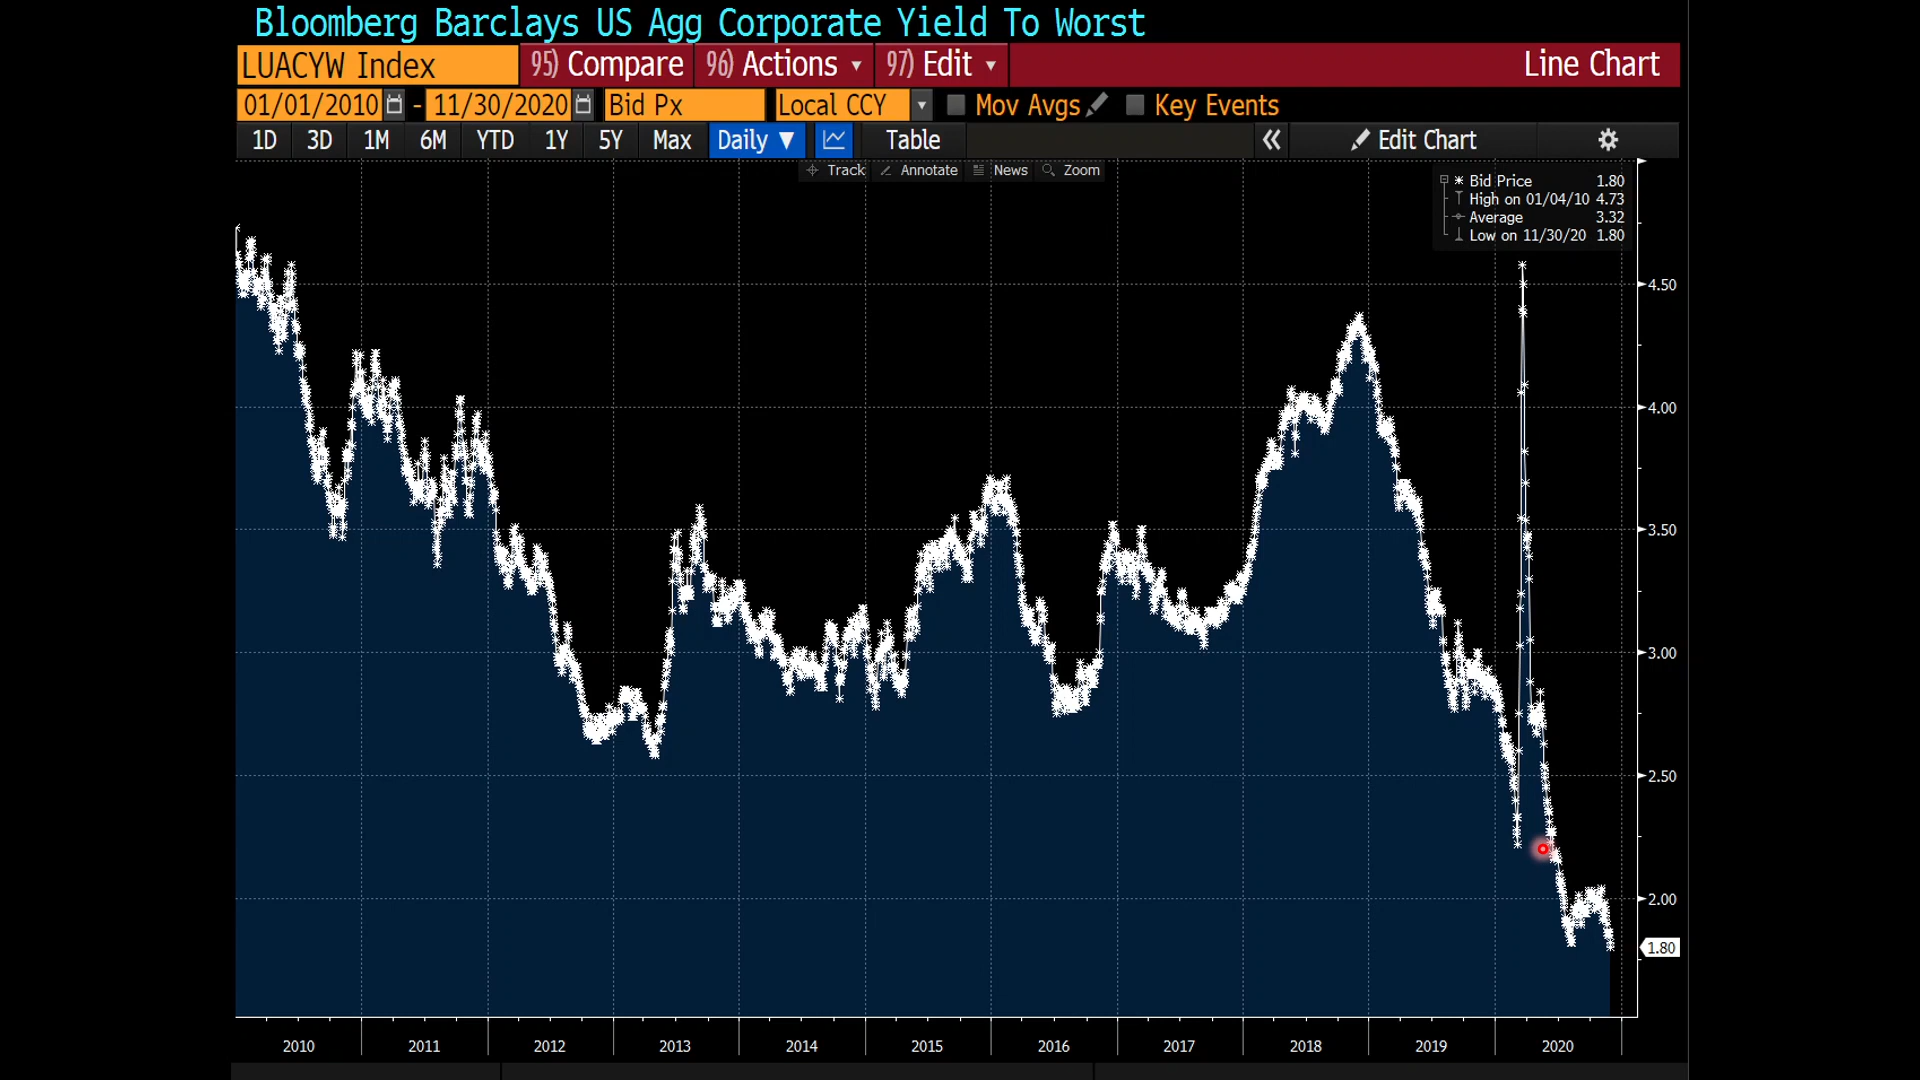 Bloomberg Barclays US Agg Corporate Yield To Worst
LUACYW Index 95) Compare 96) Actions ▾ 97) Edit ▾ Line Chart
01/01/2010 - 11/30/2020 Bid Px Local CCY ▾ Mov Avgs Key Events
1D 3D 1M 6M YTD 1Y 5Y Max Daily ▼ Table « Edit Chart
Track Annotate News Zoom
Bid Price 1.80
High on 01/04/10 4.73
Average 3.32
Low on 11/30/20 1.80
4.50
4.00
3.50
3.00
2.50
2.00
1.80
2010 2011 2012 2013 2014 2015 2016 2017 2018 2019 2020